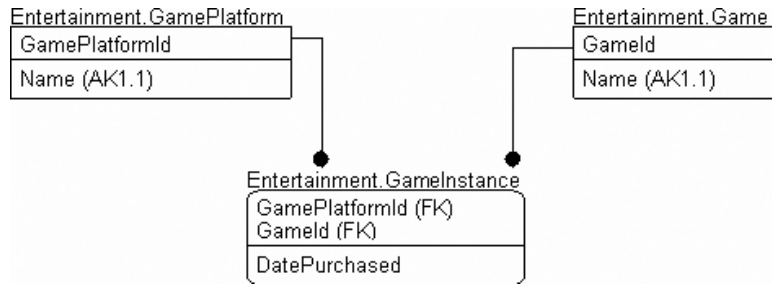 Entertainment.GamePlatform
GamePlatformId
Name (AK1.1)
Entertainment.Game
GameId
Name (AK1.1)
Entertainment.GameInstance
GamePlatformId (FK)
GameId (FK)
DatePurchased